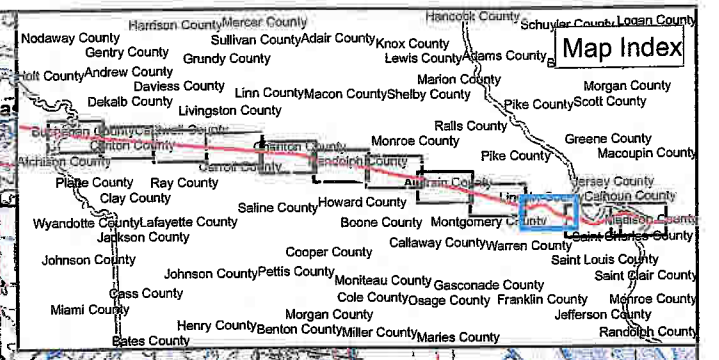 Harrison County Mercer County Hancock County Schuyler County Logan County
Nodaway County Sullivan County Adair County Knox County
Map Index
Gentry County Grundy County Lewis County Adams County
Holt County Andrew County Marion County
Daviess County Linn County Macon County Shelby County Morgan County
Dekalb County Livingston County Pike County Scott County
Ralls County
Buchanan County Caldwell County Monroe County Greene County
Clinton County Chariton County Macoupin County
Atchison County Carroll County Randolph County Pike County
Platte County Ray County Audrain County Jersey County
Clay County Calhoun County
Saline County Howard County
Wyandotte County Lafayette County Boone County Montgomery County Madison County
Jackson County Callaway County Warren County Saint Charles County
Cooper County
Johnson County Saint Louis County
Johnson County Pettis County Moniteau County Gasconade County Saint Clair County
Cass County Cole County Osage County Franklin County Monroe County
Miami County Morgan County Jefferson County
Henry County Benton County Miller County Maries County Randolph County
Bates County